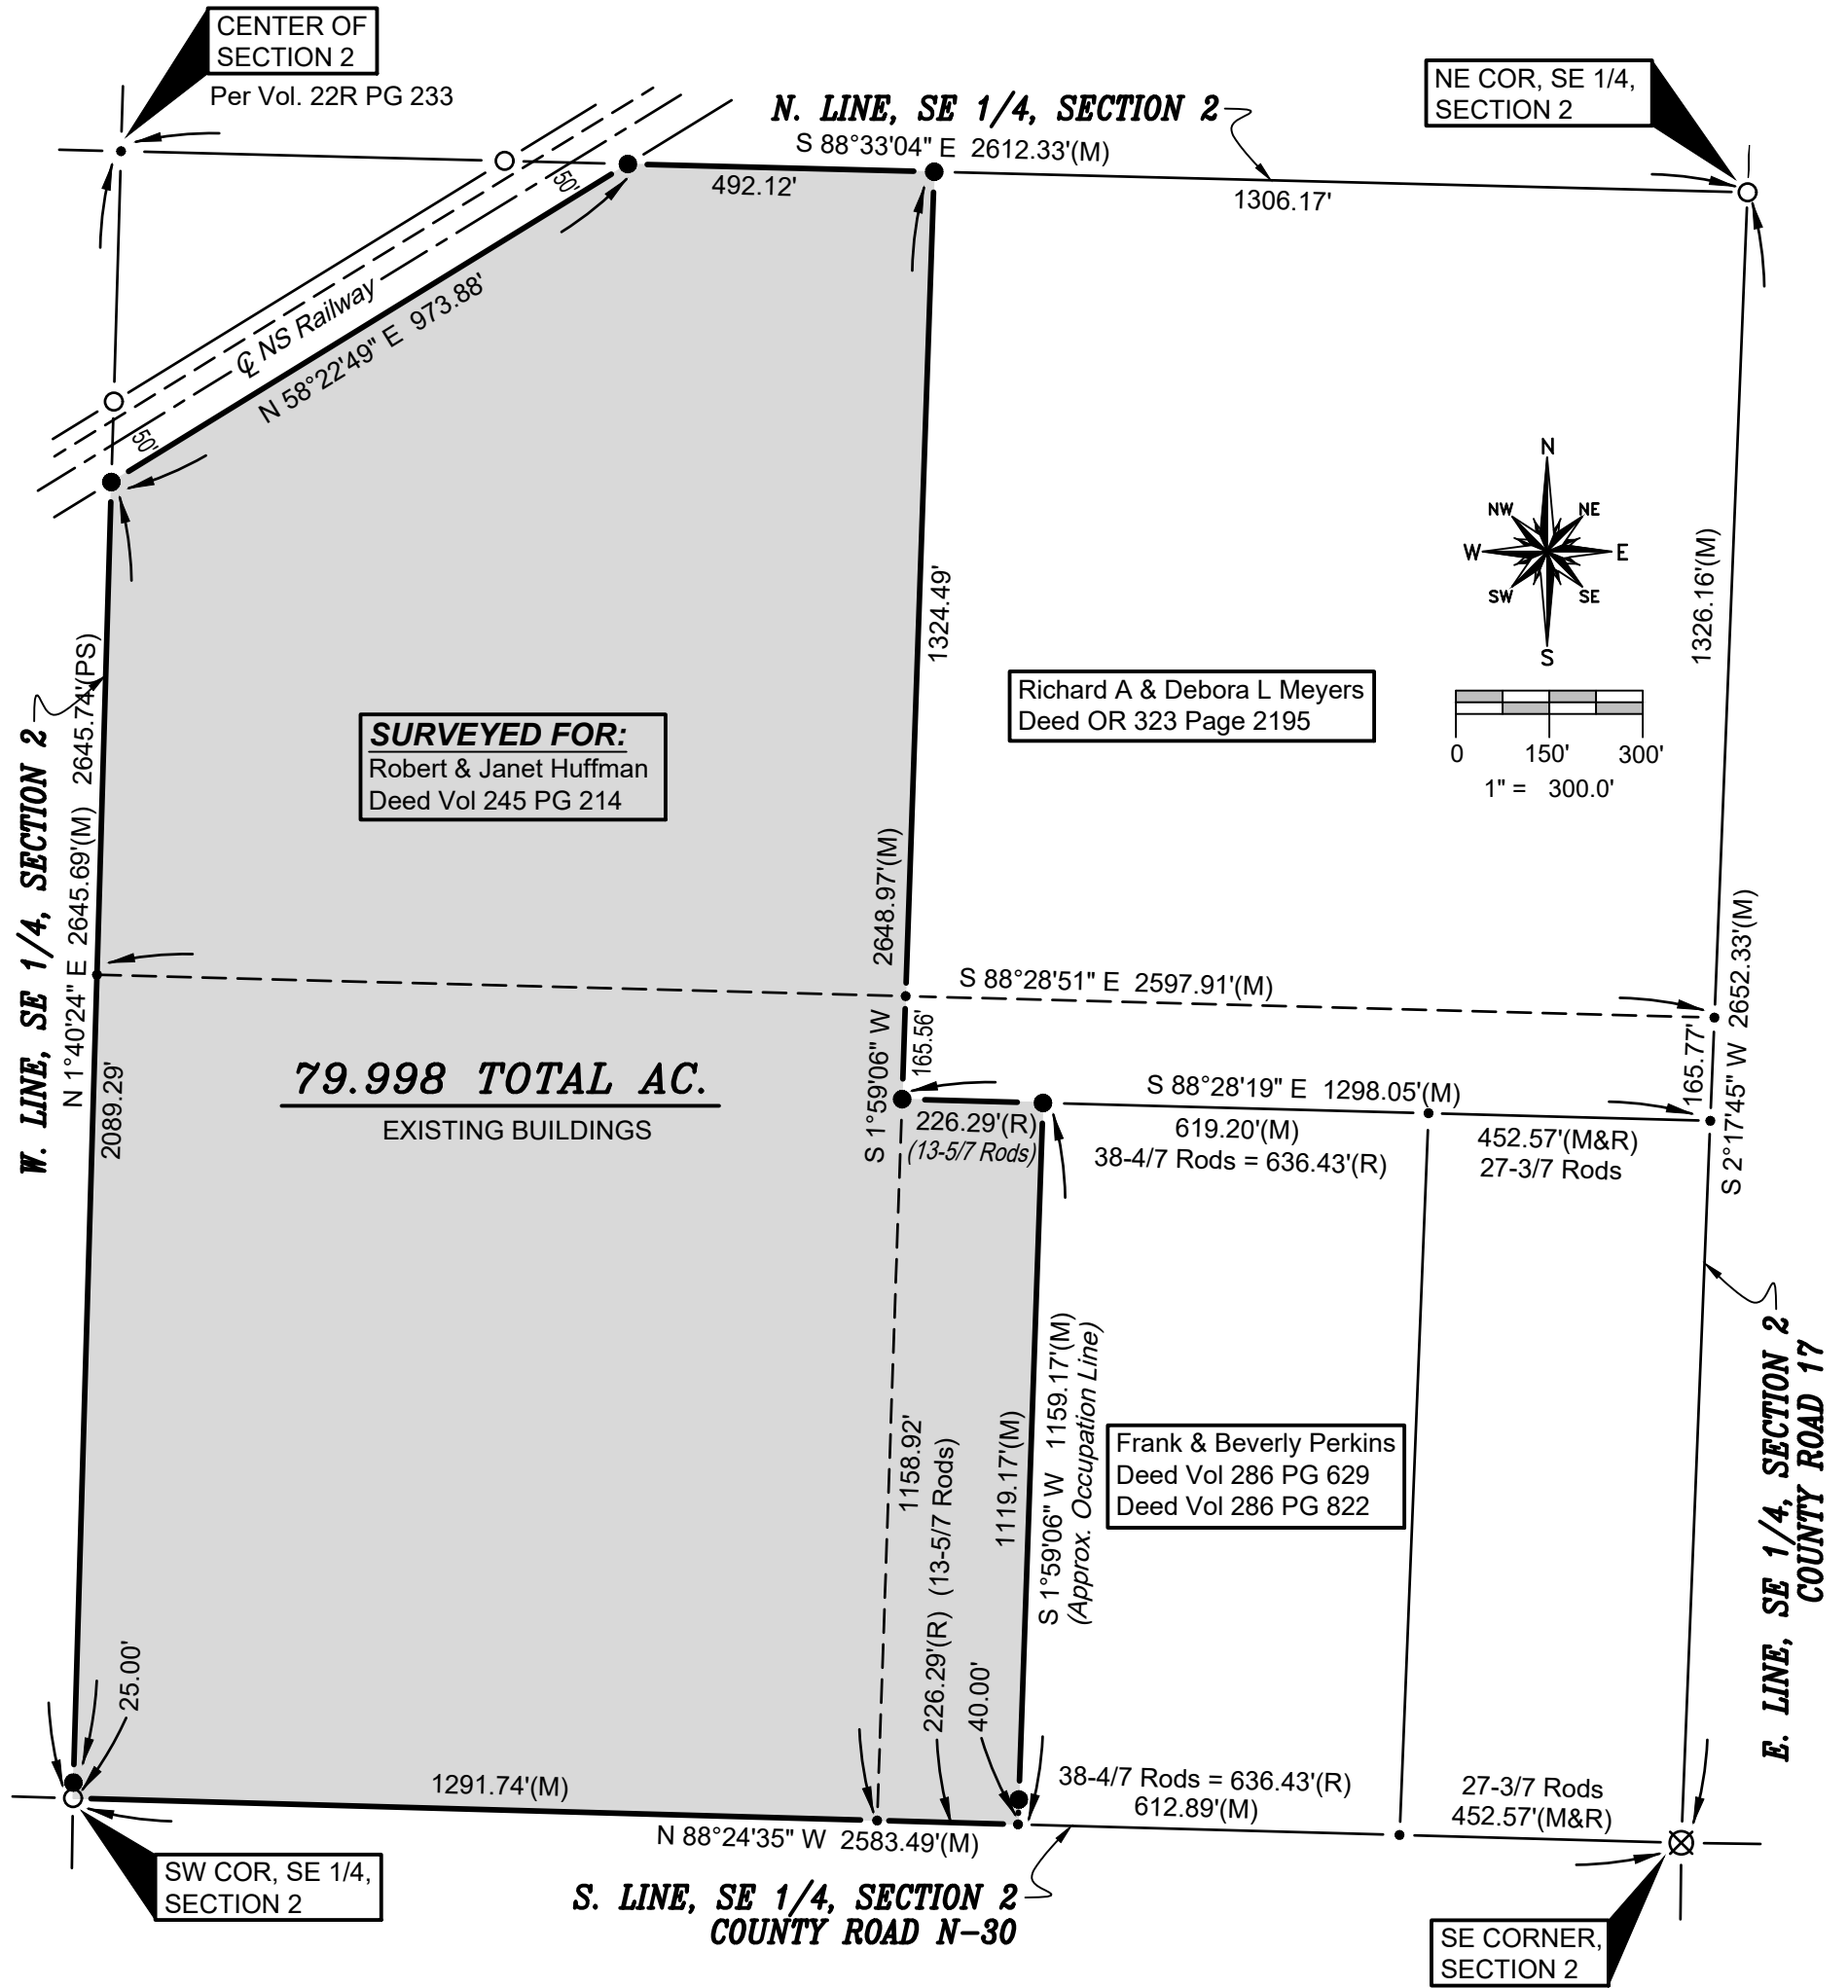 CENTER OF
SECTION 2
Per Vol. 22R PG 233
N. LINE, SE 1/4, SECTION 2
S 88°33'04" E 2612.33'(M)
NE COR, SE 1/4,
SECTION 2
492.12'
1306.17'
50'
℄ NS Railway
N 58°22'49" E 973.88'
50'
N
NW
NE
W
E
SW
SE
S
1324.49'
1326.16'(M)
Richard A & Debora L Meyers
Deed OR 323 Page 2195
0 150' 300'
1" = 300.0'
SURVEYED FOR:
Robert & Janet Huffman
Deed Vol 245 PG 214
W. LINE, SE 1/4, SECTION 2
N 1°40'24" E 2645.69'(M) 2645.74'(PS)
2089.29'
S 1°59'06" W 2648.97'(M)
S 88°28'51" E 2597.91'(M)
165.56'
165.77'
S 2°17'45" W 2652.33'(M)
79.998 TOTAL AC.
EXISTING BUILDINGS
S 88°28'19" E 1298.05'(M)
226.29'(R)
(13-5/7 Rods)
619.20'(M)
38-4/7 Rods = 636.43'(R)
452.57'(M&R)
27-3/7 Rods
1158.92'
226.29'(R) (13-5/7 Rods)
1119.17'(M)
S 1°59'06" W 1159.17'(M)
(Approx. Occupation Line)
Frank & Beverly Perkins
Deed Vol 286 PG 629
Deed Vol 286 PG 822
E. LINE, SE 1/4, SECTION 2
COUNTY ROAD 17
25.00'
40.00'
1291.74'(M)
38-4/7 Rods = 636.43'(R)
612.89'(M)
27-3/7 Rods
452.57'(M&R)
N 88°24'35" W 2583.49'(M)
SW COR, SE 1/4,
SECTION 2
S. LINE, SE 1/4, SECTION 2
COUNTY ROAD N-30
SE CORNER,
SECTION 2